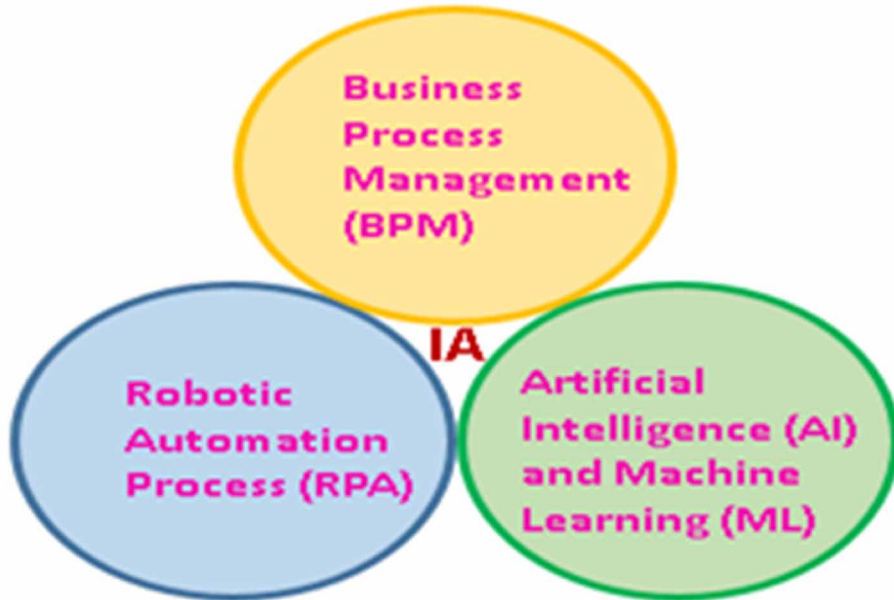 Business
Process
Management
(BPM)
IA
Robotic
Automation
Process (RPA)
Artificial
Intelligence (AI)
and Machine
Learning (ML)